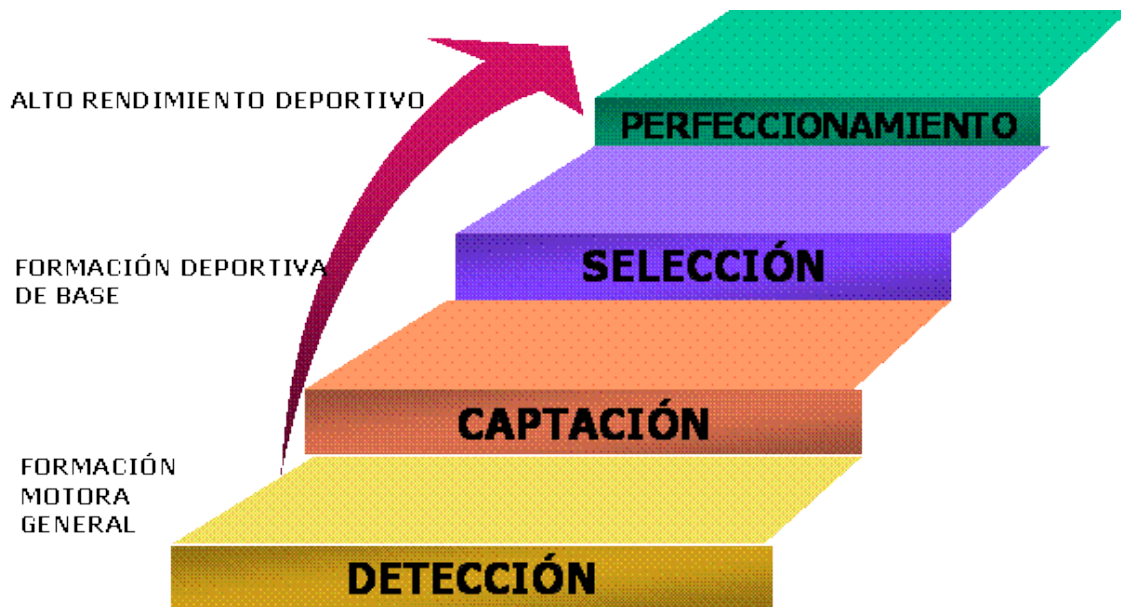 ALTO RENDIMIENTO DEPORTIVO
PERFECCIONAMIENTO
FORMACIÓN DEPORTIVA
DE BASE
SELECCIÓN
CAPTACIÓN
FORMACIÓN
MOTORA
GENERAL
DETECCIÓN